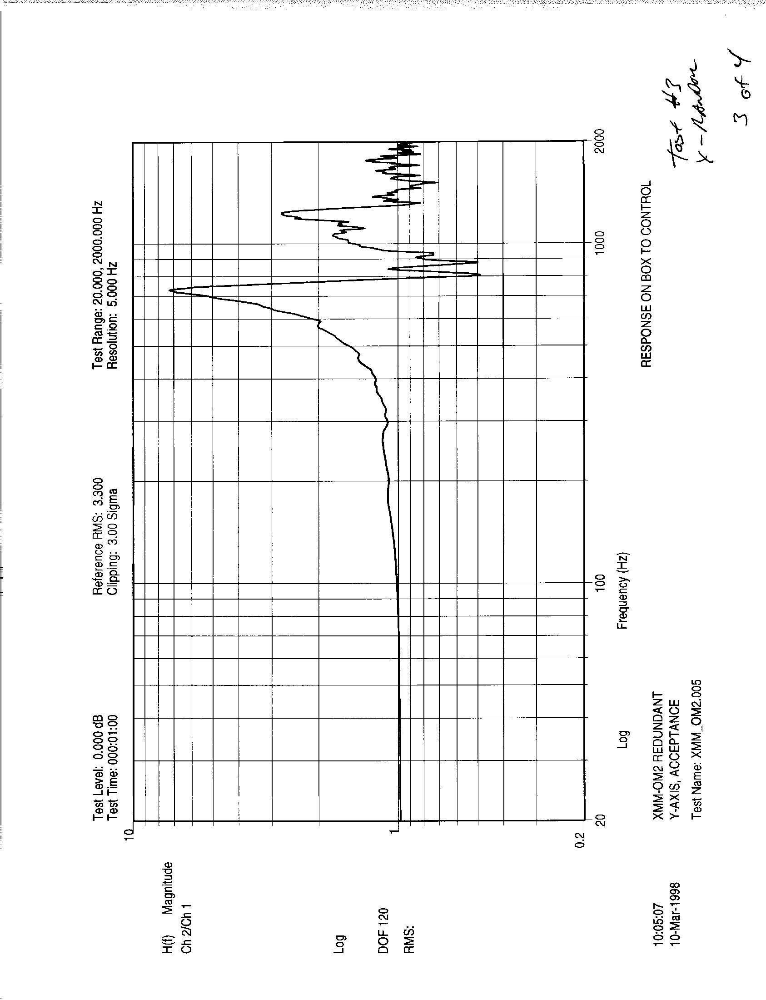 Test Level: 0.000 dB
Test Time: 000:01:00
Reference RMS: 3.300
Clipping: 3.00 Sigma
Test Range: 20.000, 2000.000 Hz
Resolution: 5.000 Hz
H(f) Magnitude
Ch 2/Ch 1
Log
DOF 120
RMS:
10
1
0.2
20
100
1000
2000
Log
Frequency (Hz)
RESPONSE ON BOX TO CONTROL
10:05:07
10-Mar-1998
XMM-OM2 REDUNDANT
Y-AXIS, ACCEPTANCE
Test Name: XMM_OM2.005
Test #3
X - Random
3 of 4